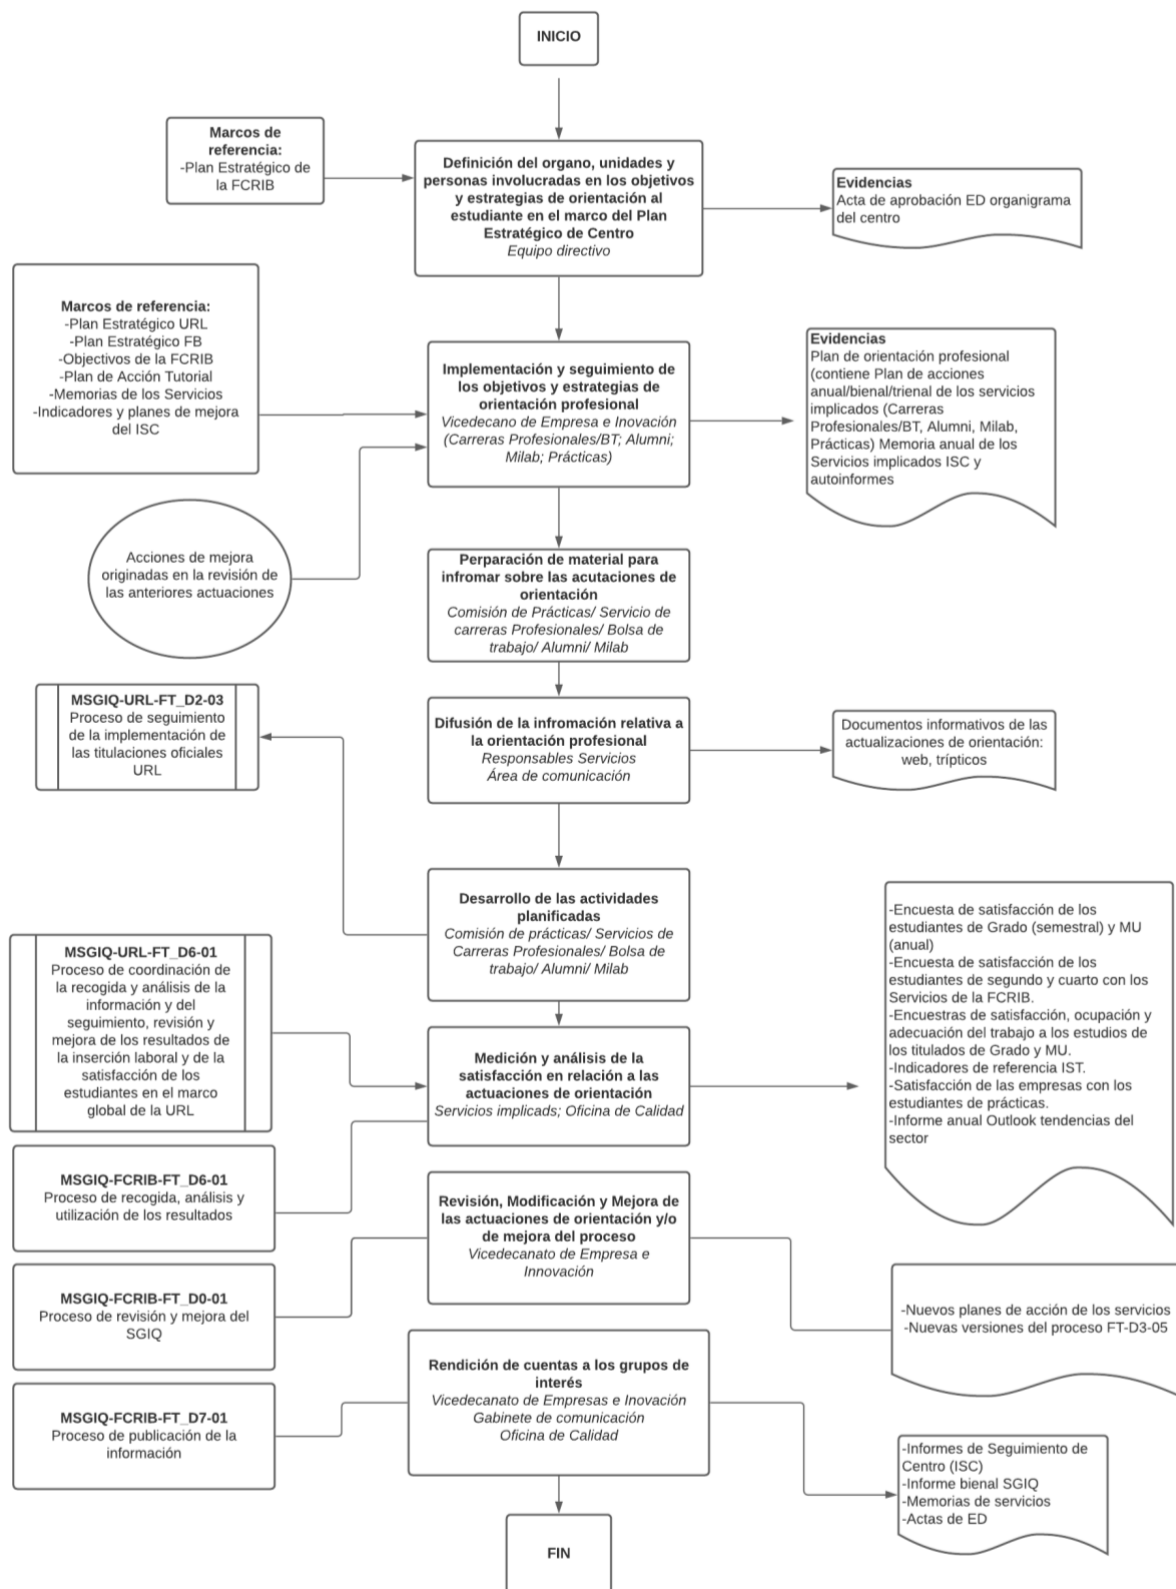 INICIO
Marcos de
referencia:
-Plan Estratégico de
la FCRIB
Definición del organo, unidades y
personas involucradas en los objetivos
y estrategias de orientación al
estudiante en el marco del Plan
Estratégico de Centro
Equipo directivo
Evidencias
Acta de aprobación ED organigrama
del centro
Marcos de referencia:
-Plan Estratégico URL
-Plan Estratégico FB
-Objectivos de la FCRIB
-Plan de Acción Tutorial
-Memorias de los Servicios
-Indicadores y planes de mejora
del ISC
Implementación y seguimiento de
los objetivos y estrategias de
orientación profesional
Vicedecano de Empresa e Inovación
(Carreras Profesionales/BT; Alumni;
Milab; Prácticas)
Evidencias
Plan de orientación profesional
(contiene Plan de acciones
anual/bienal/trienal de los servicios
implicados (Carreras
Profesionales/BT, Alumni, Milab,
Prácticas) Memoria anual de los
Servicios implicados ISC y
autoinformes
Acciones de mejora
originadas en la revisión de
las anteriores actuaciones
Perparación de material para
infromar sobre las acutaciones de
orientación
Comisión de Prácticas/ Servicio de
carreras Profesionales/ Bolsa de
trabajo/ Alumni/ Milab
MSGIQ-URL-FT_D2-03
Proceso de seguimiento
de la implementación de
las titulaciones oficiales
URL
Difusión de la infromación relativa a
la orientación profesional
Responsables Servicios
Área de comunicación
Documentos informativos de las
actualizaciones de orientación:
web, trípticos
Desarrollo de las actividades
planificadas
Comisión de prácticas/ Servicios de
Carreras Profesionales/ Bolsa de
trabajo/ Alumni/ Milab
-Encuesta de satisfacción de los
estudiantes de Grado (semestral) y MU
(anual)
-Encuesta de satisfacción de los
estudiantes de segundo y cuarto con los
Servicios de la FCRIB.
-Encuestras de satisfacción, ocupación y
adecuación del trabajo a los estudios de
los titulados de Grado y MU.
-Indicadores de referencia IST.
-Satisfacción de las empresas con los
estudiantes de prácticas.
-Informe anual Outlook tendencias del
sector
MSGIQ-URL-FT_D6-01
Proceso de coordinación de
la recogida y análisis de la
información y del
seguimiento, revisión y
mejora de los resultados de
la inserción laboral y de la
satisfacción de los
estudiantes en el marco
global de la URL
Medición y análisis de la
satisfacción en relación a las
actuaciones de orientación
Servicios implicads; Oficina de Calidad
MSGIQ-FCRIB-FT_D6-01
Proceso de recogida, análisis y
utilización de los resultados
Revisión, Modificación y Mejora de
las actuaciones de orientación y/o
de mejora del proceso
Vicedecanato de Empresa e
Innovación
MSGIQ-FCRIB-FT_D0-01
Proceso de revisión y mejora del
SGIQ
-Nuevos planes de acción de los servicios
-Nuevas versiones del proceso FT-D3-05
Rendición de cuentas a los grupos de
interés
Vicedecanato de Empresas e Inovación
Gabinete de comunicación
Oficina de Calidad
MSGIQ-FCRIB-FT_D7-01
Proceso de publicación de la
información
-Informes de Seguimiento de
Centro (ISC)
-Informe bienal SGIQ
-Memorias de servicios
-Actas de ED
FIN